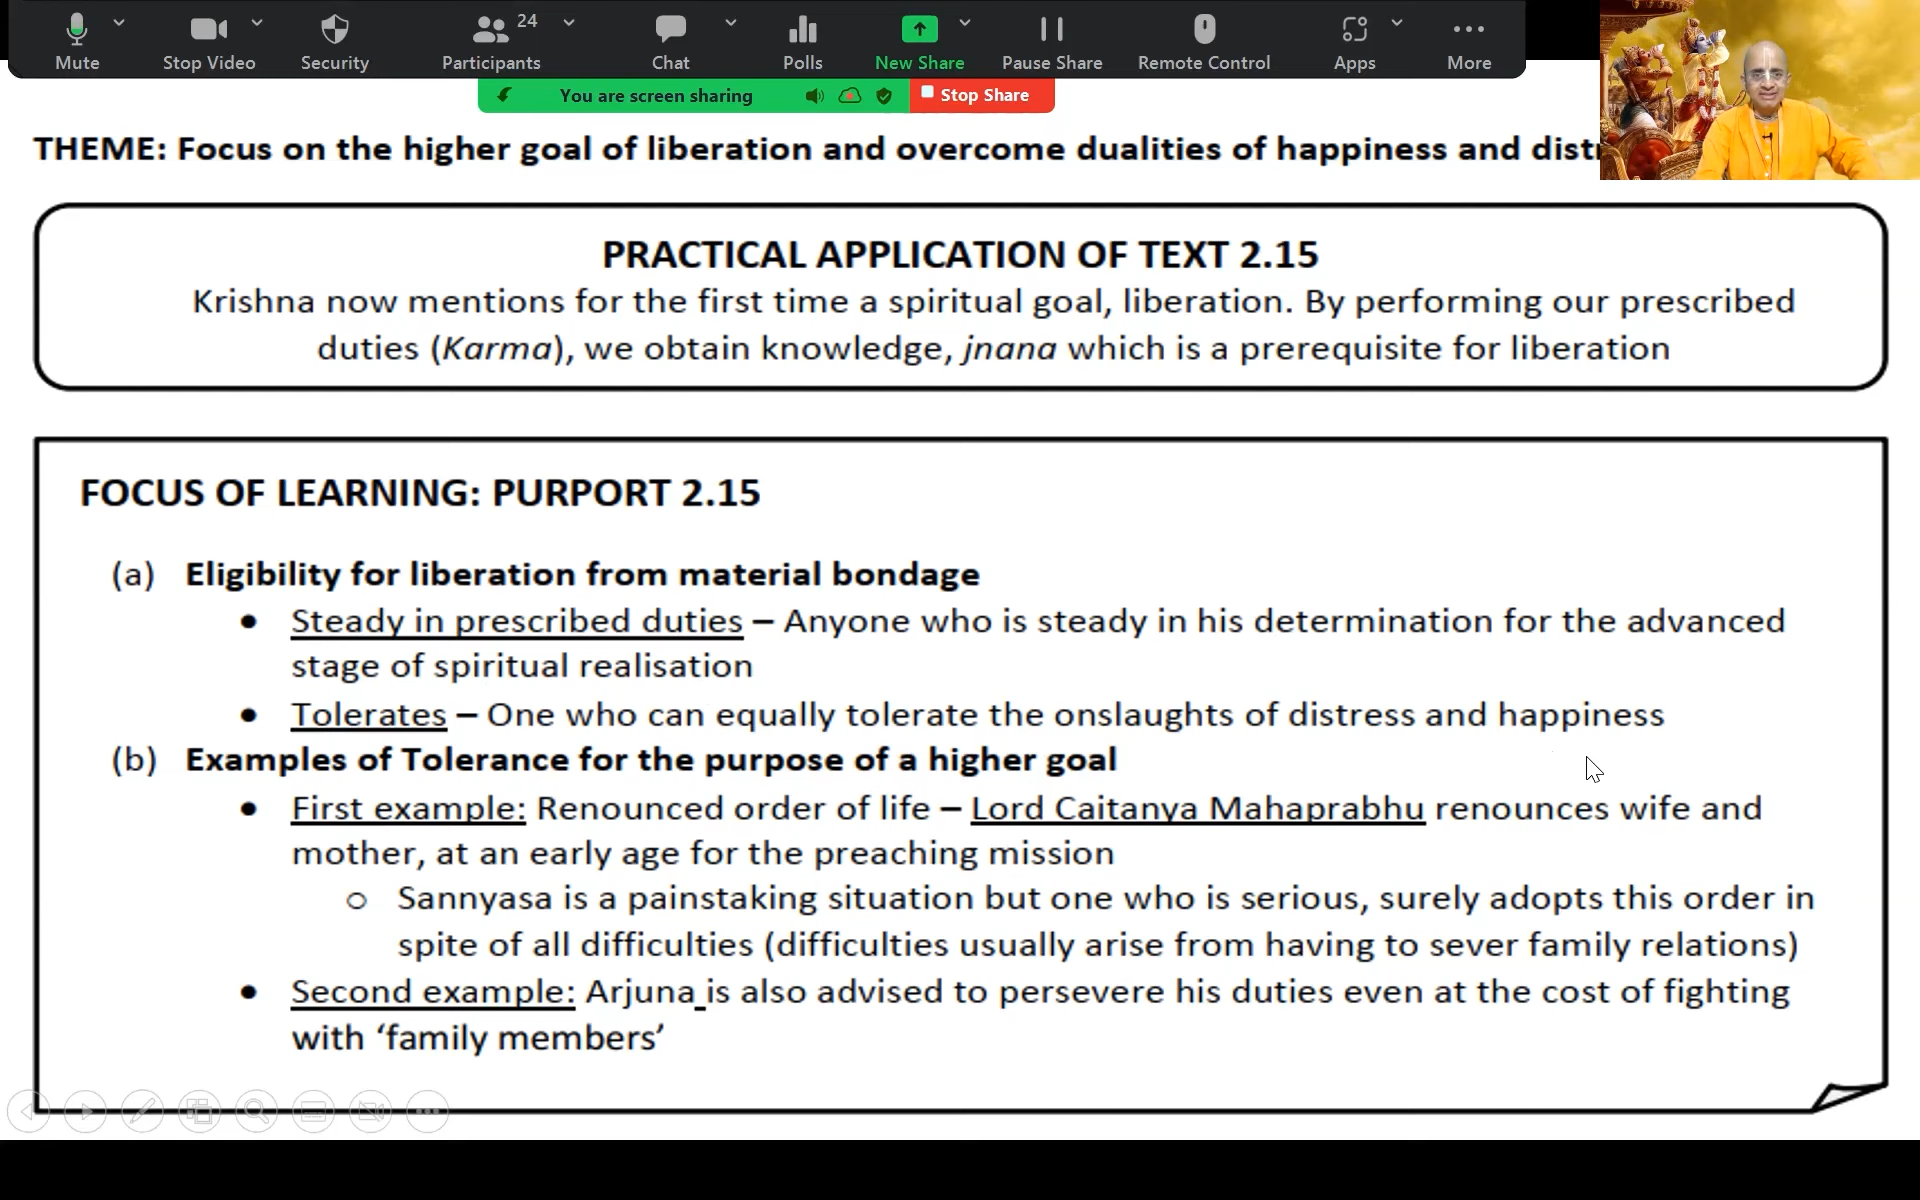 24
Mute
Stop Video
Security
Participants
Chat
Polls
New Share
Pause Share
Remote Control
Apps
More
You are screen sharing
Stop Share
THEME: Focus on the higher goal of liberation and overcome dualities of happiness and distr
PRACTICAL APPLICATION OF TEXT 2.15
Krishna now mentions for the first time a spiritual goal, liberation. By performing our prescribed
duties (Karma), we obtain knowledge, jnana which is a prerequisite for liberation
FOCUS OF LEARNING: PURPORT 2.15
(a) Eligibility for liberation from material bondage
• Steady in prescribed duties – Anyone who is steady in his determination for the advanced
stage of spiritual realisation
• Tolerates – One who can equally tolerate the onslaughts of distress and happiness
(b) Examples of Tolerance for the purpose of a higher goal
• First example: Renounced order of life – Lord Caitanya Mahaprabhu renounces wife and
mother, at an early age for the preaching mission
o Sannyasa is a painstaking situation but one who is serious, surely adopts this order in
spite of all difficulties (difficulties usually arise from having to sever family relations)
• Second example: Arjuna is also advised to persevere his duties even at the cost of fighting
with ‘family members’